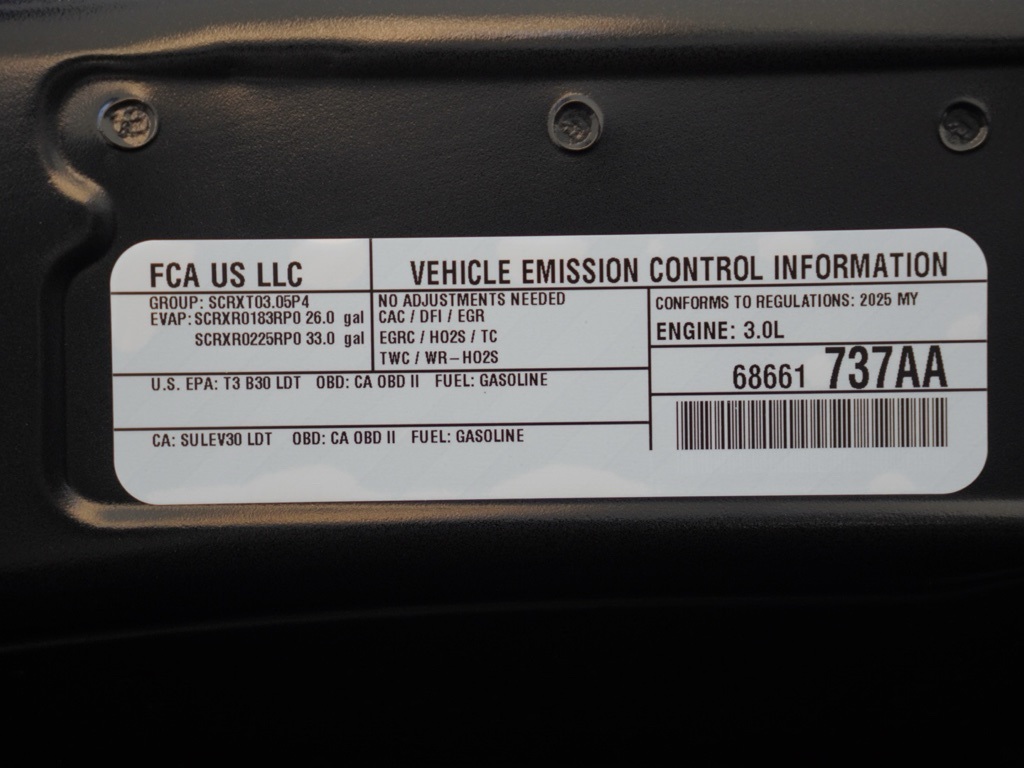 FCA US LLC
VEHICLE EMISSION CONTROL INFORMATION
GROUP: SCRXT03.05P4
EVAP: SCRXR0183RP0 26.0 gal
SCRXR0225RP0 33.0 gal
NO ADJUSTMENTS NEEDED
CAC / DFI / EGR
EGRC / HO2S / TC
TWC / WR-HO2S
CONFORMS TO REGULATIONS: 2025 MY
ENGINE: 3.0L
68661 737AA
U.S. EPA: T3 B30 LDT OBD: CA OBD II FUEL: GASOLINE
CA: SULEV30 LDT OBD: CA OBD II FUEL: GASOLINE